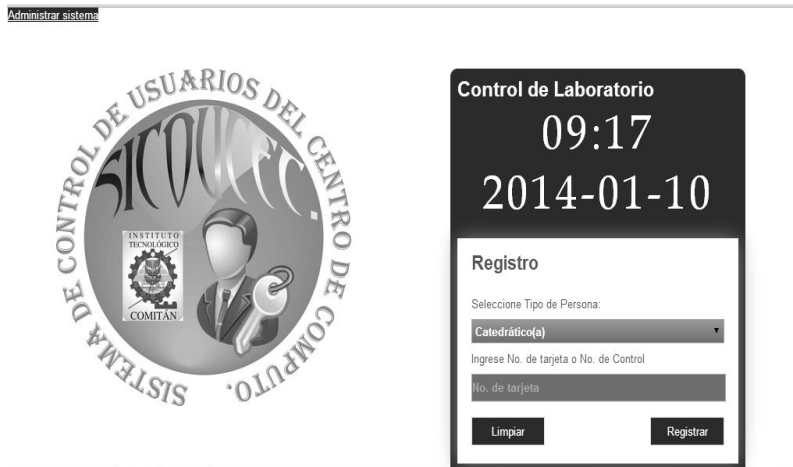 Administrar sistema
SISTEMA DE CONTROL DE USUARIOS DEL CENTRO DE COMPUTO.
SICOUCEC.
INSTITUTO
TECNOLÓGICO
COMITÁN
Control de Laboratorio
09:17
2014-01-10
Registro
Seleccione Tipo de Persona:
Catedrático(a)
Ingrese No. de tarjeta o No. de Control
No. de tarjeta
Limpiar
Registrar